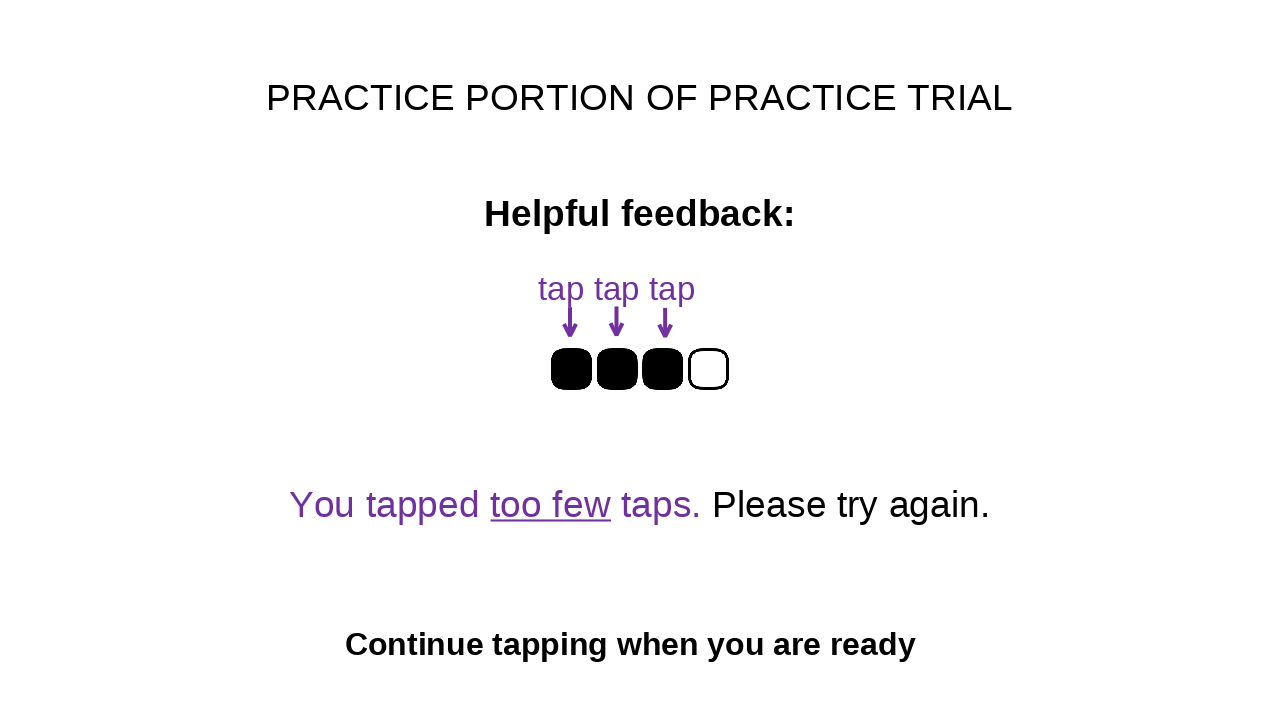 PRACTICE PORTION OF PRACTICE TRIAL
Helpful feedback:
tap tap tap
You tapped too few taps. Please try again.
Continue tapping when you are ready